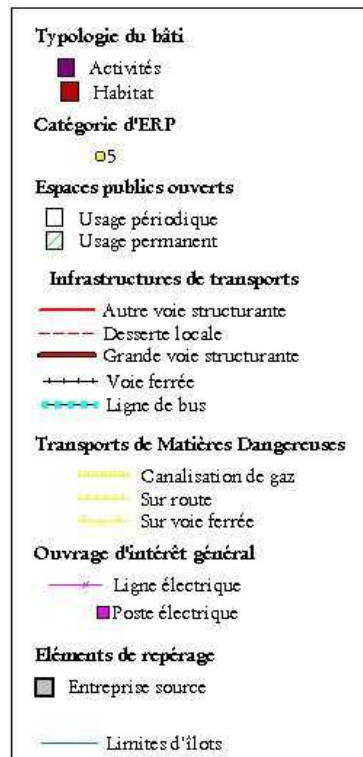 Typologie du bâti
Activités
Habitat
Catégorie d'ERP
5
Espaces publics ouverts
Usage périodique
Usage permanent
Infrastructures de transports
Autre voie structurante
Desserte locale
Grande voie structurante
Voie ferrée
Ligne de bus
Transports de Matières Dangereuses
Canalisation de gaz
Sur route
Sur voie ferrée
Ouvrage d'intérêt général
Ligne électrique
Poste électrique
Eléments de repérage
Entreprise source
Limites d'îlots